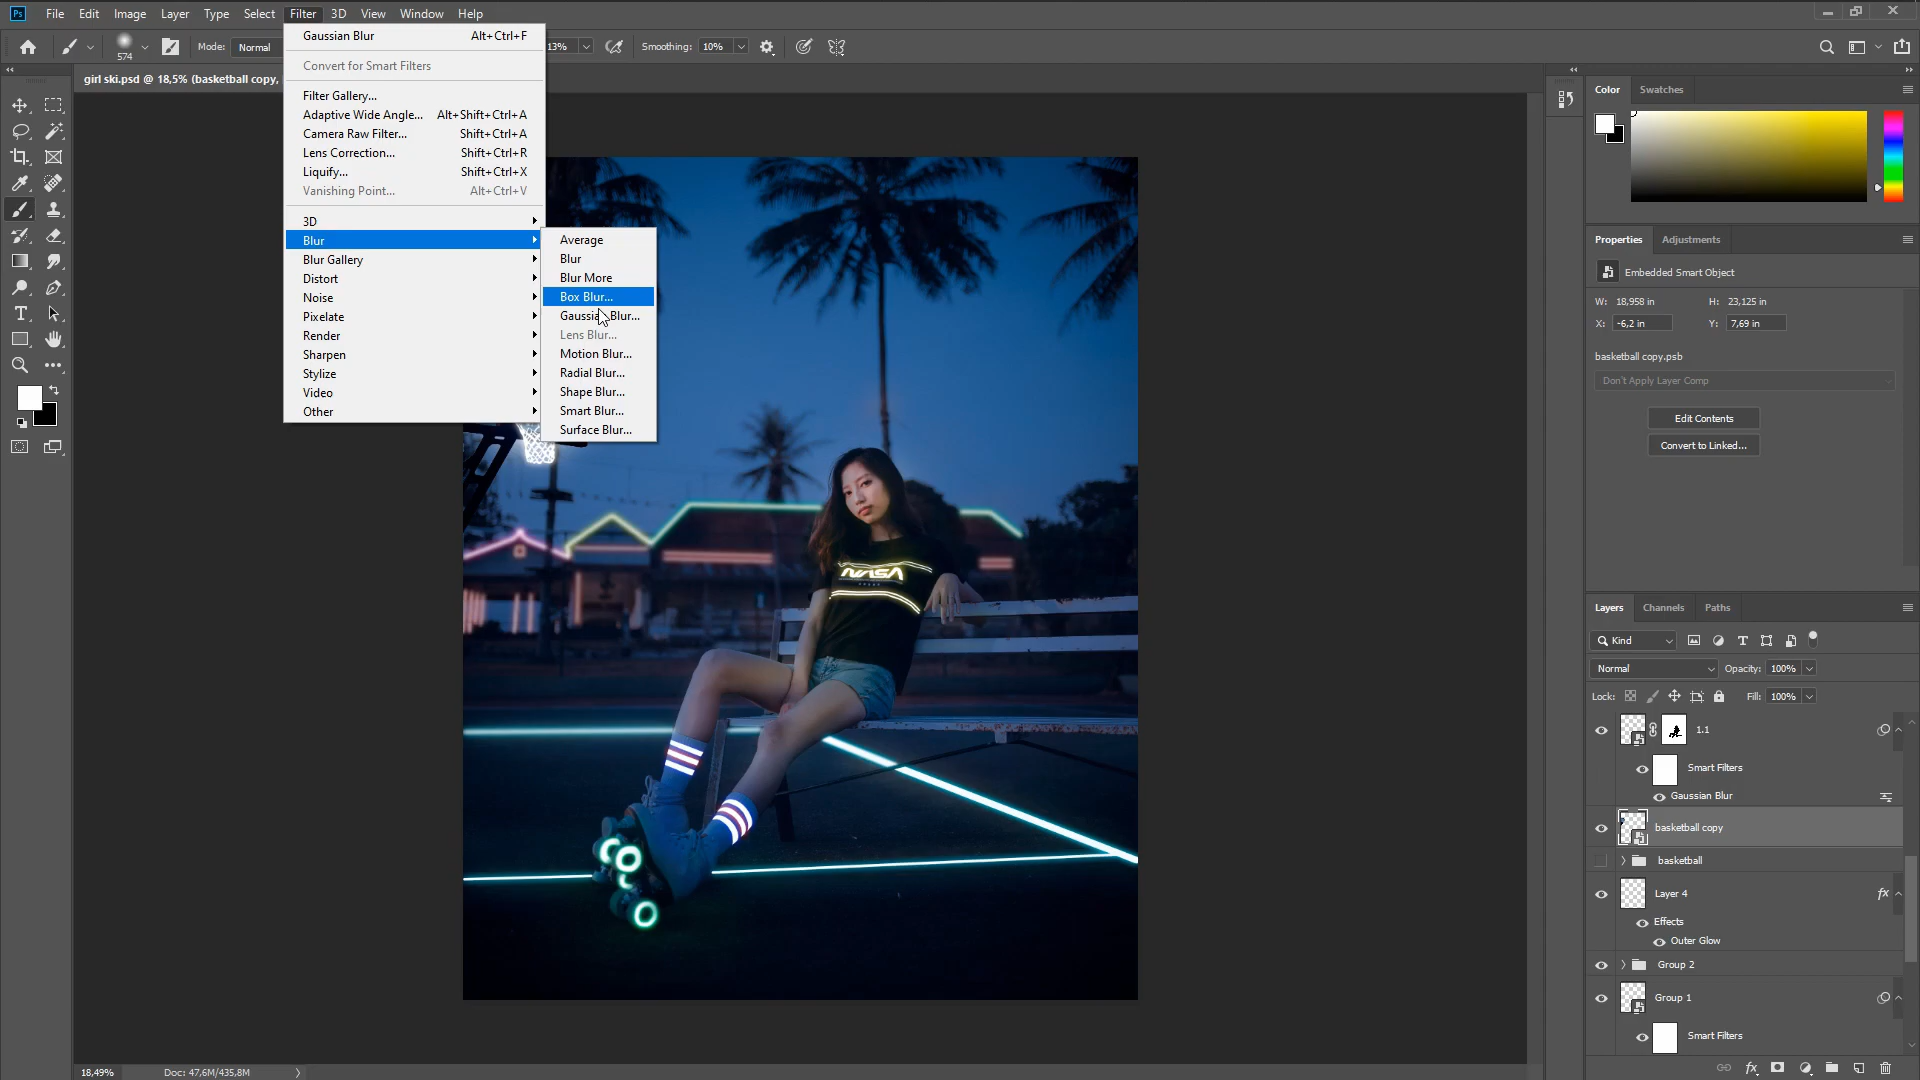 Ps File Edit Image Layer Type Select Filter 3D View Window Help
574 Mode: Normal 13% Smoothing: 10%
girl ski.psd @ 18,5% (basketball copy,
Gaussian Blur Alt+Ctrl+F
Convert for Smart Filters
Filter Gallery...
Adaptive Wide Angle... Alt+Shift+Ctrl+A
Camera Raw Filter... Shift+Ctrl+A
Lens Correction... Shift+Ctrl+R
Liquify... Shift+Ctrl+X
Vanishing Point... Alt+Ctrl+V
3D
Blur
Blur Gallery
Distort
Noise
Pixelate
Render
Sharpen
Stylize
Video
Other
Average
Blur
Blur More
Box Blur...
Gaussian Blur...
Lens Blur...
Motion Blur...
Radial Blur...
Shape Blur...
Smart Blur...
Surface Blur...
NASA
Color Swatches
Properties Adjustments
Embedded Smart Object
W: 18,958 in H: 23,125 in
X: -6,2 in Y: 7,69 in
basketball copy.psb
Don't Apply Layer Comp
Edit Contents
Convert to Linked...
Layers Channels Paths
Kind
Normal Opacity: 100%
Lock: Fill: 100%
1.1
Smart Filters
Gaussian Blur
basketball copy
basketball
Layer 4 fx
Effects
Outer Glow
Group 2
Group 1
Smart Filters
fx
18,49% Doc: 47,6M/435,8M